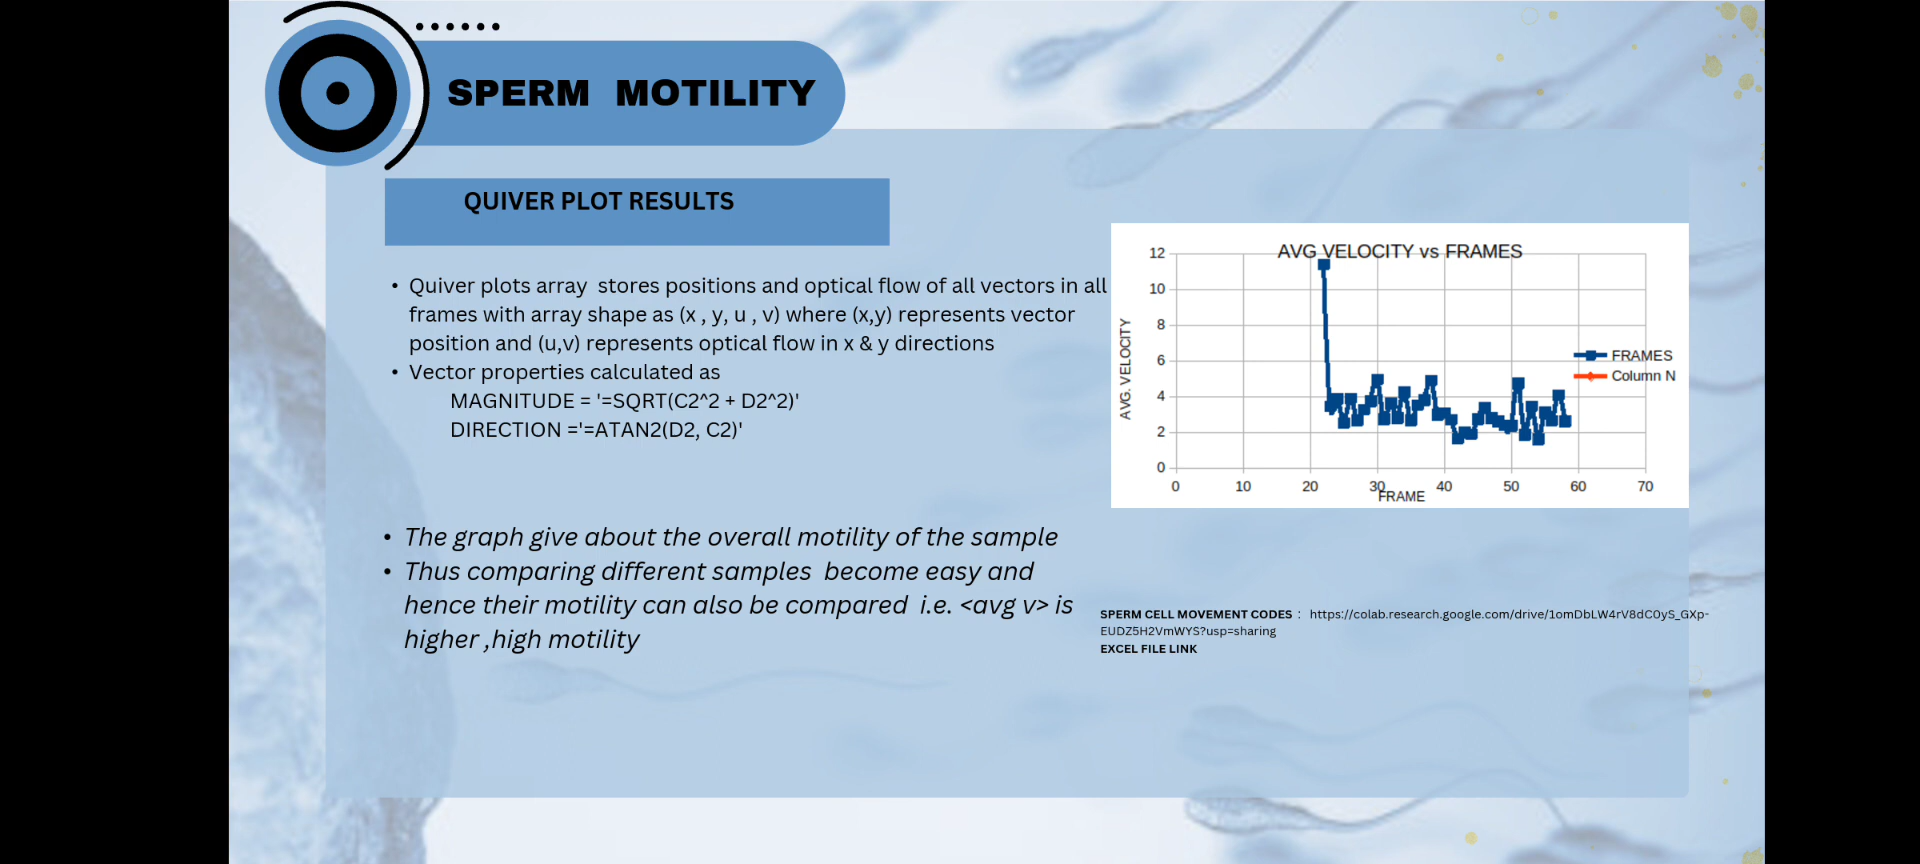 SPERM MOTILITY
QUIVER PLOT RESULTS
• Quiver plots array stores positions and optical flow of all vectors in all
frames with array shape as (x , y, u , v) where (x,y) represents vector
position and (u,v) represents optical flow in x & y directions
• Vector properties calculated as
MAGNITUDE = '=SQRT(C2^2 + D2^2)'
DIRECTION ='=ATAN2(D2, C2)'
• The graph give about the overall motility of the sample
• Thus comparing different samples become easy and
hence their motility can also be compared i.e. <avg v> is
higher ,high motility
AVG VELOCITY vs FRAMES
AVG. VELOCITY
12
10
8
6
4
2
0
0 10 20 30 40 50 60 70
FRAME
FRAMES
Column N
SPERM CELL MOVEMENT CODES : https://colab.research.google.com/drive/1omDbLW4rV8dC0yS_GXp-
EUDZ5H2VmWYS?usp=sharing
EXCEL FILE LINK